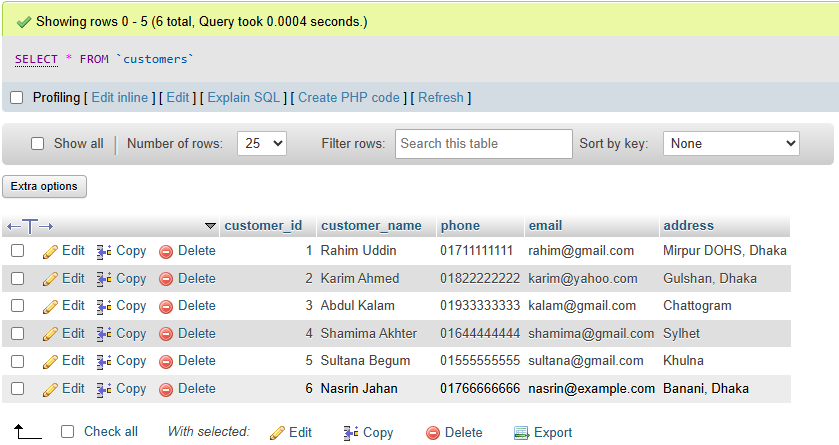 Showing rows 0 - 5 (6 total, Query took 0.0004 seconds.)
SELECT * FROM `customers`
Profiling [ Edit inline ] [ Edit ] [ Explain SQL ] [ Create PHP code ] [ Refresh ]
Show all Number of rows: 25 Filter rows: Search this table Sort by key: None
Extra options
customer_id customer_name phone email address
Edit Copy Delete 1 Rahim Uddin 01711111111 rahim@gmail.com Mirpur DOHS, Dhaka
Edit Copy Delete 2 Karim Ahmed 01822222222 karim@yahoo.com Gulshan, Dhaka
Edit Copy Delete 3 Abdul Kalam 01933333333 kalam@gmail.com Chattogram
Edit Copy Delete 4 Shamima Akhter 01644444444 shamima@gmail.com Sylhet
Edit Copy Delete 5 Sultana Begum 01555555555 sultana@gmail.com Khulna
Edit Copy Delete 6 Nasrin Jahan 01766666666 nasrin@example.com Banani, Dhaka
Check all With selected: Edit Copy Delete Export